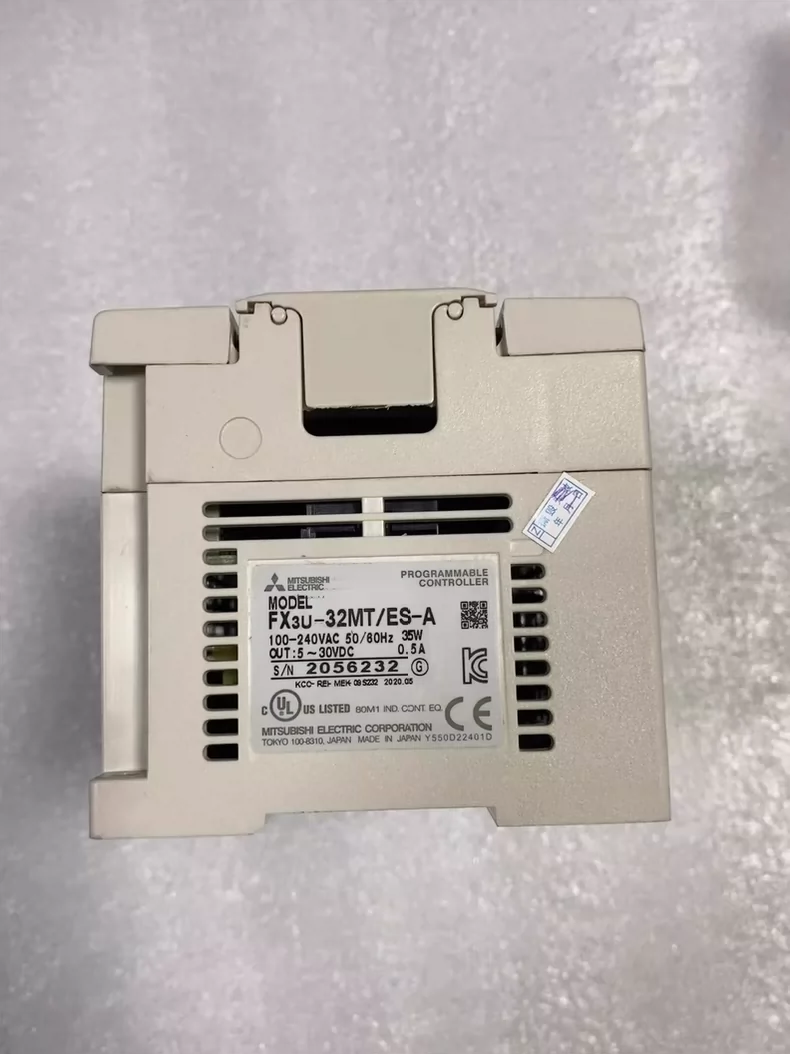 MITSUBISHI
ELECTRIC
PROGRAMMABLE
CONTROLLER
MODEL
FX3U-32MT/ES-A
100-240VAC 50/60Hz 35W
OUT:5~30VDC 0.5A
S/N 2056232 G
KCC-REI-MEK-09S232 2020.05
C UL US LISTED 80M1 IND. CONT. EQ.
CE
MITSUBISHI ELECTRIC CORPORATION
TOKYO 100-8310, JAPAN MADE IN JAPAN Y550D22401D